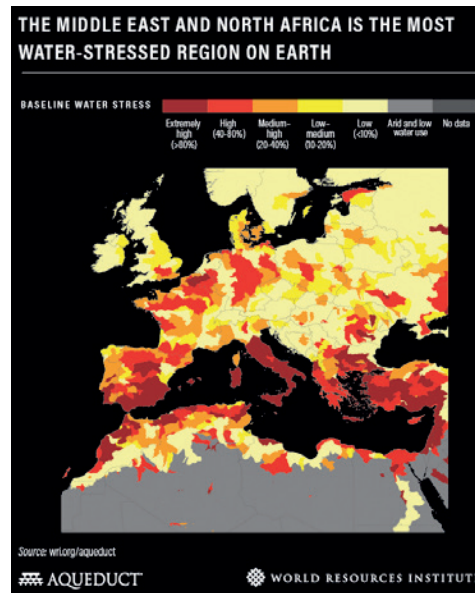 THE MIDDLE EAST AND NORTH AFRICA IS THE MOST
WATER-STRESSED REGION ON EARTH
BASELINE WATER STRESS
Extremely high (>80%)
High (40-80%)
Medium–high (20-40%)
Low–medium (10-20%)
Low (<10%)
Arid and low water use
No data
Source: wri.org/aqueduct
AQUEDUCT
WORLD RESOURCES INSTITUT